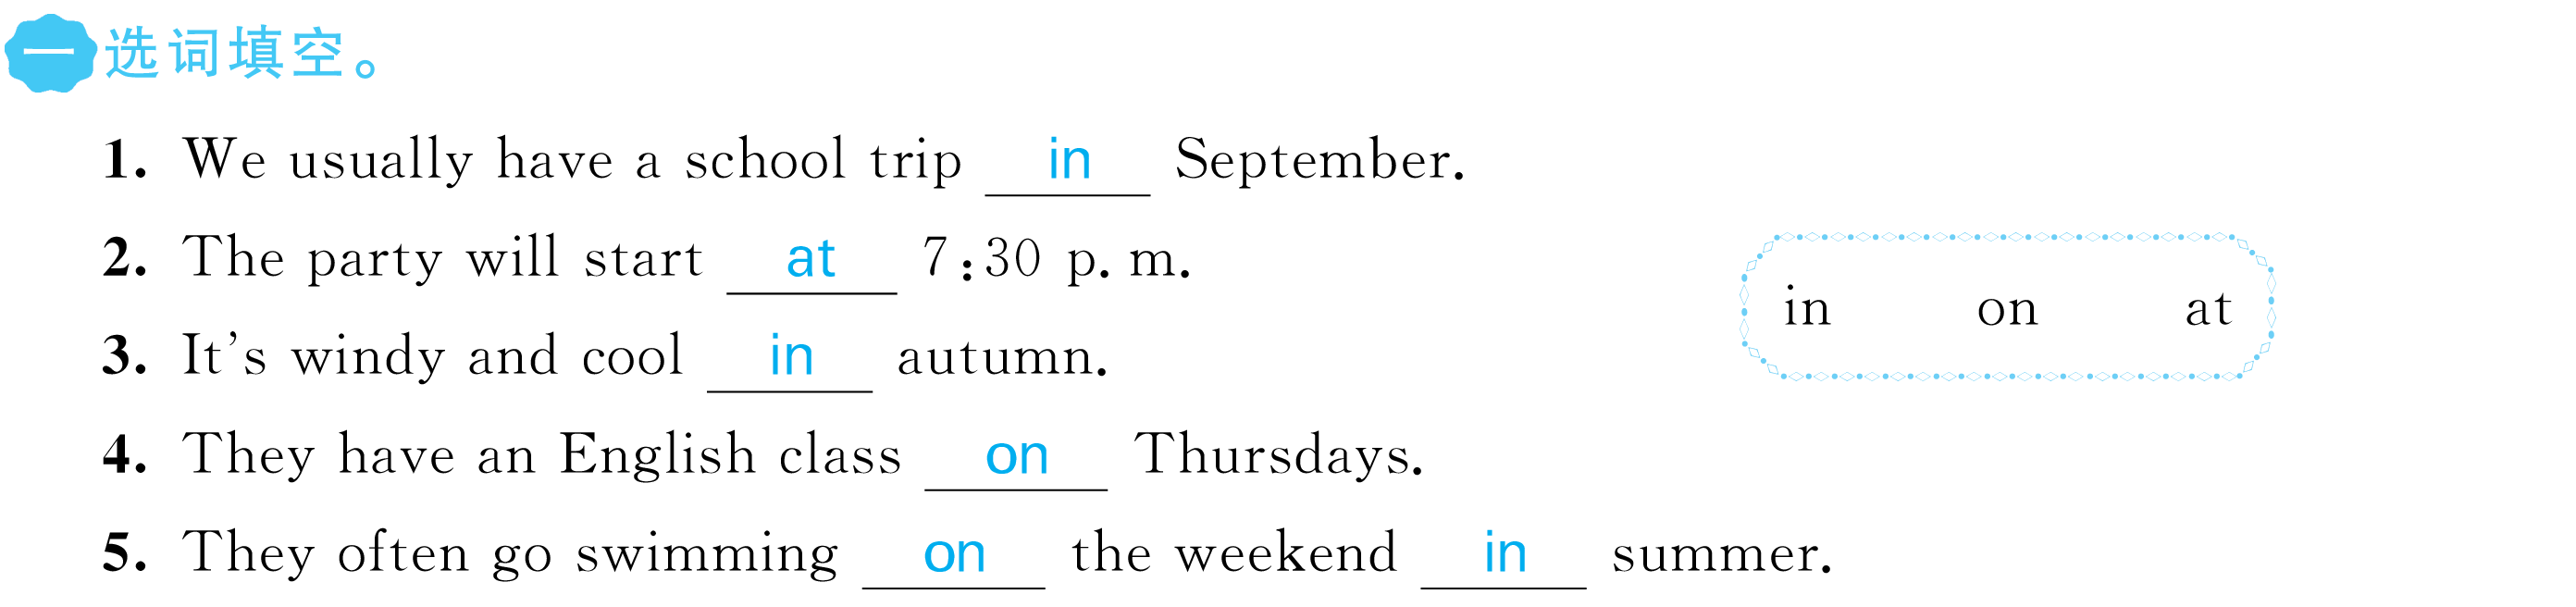 一 选词填空。
1. We usually have a school trip in September.
2. The party will start at 7:30 p.m.
in on at
3. It's windy and cool in autumn.
4. They have an English class on Thursdays.
5. They often go swimming on the weekend in summer.